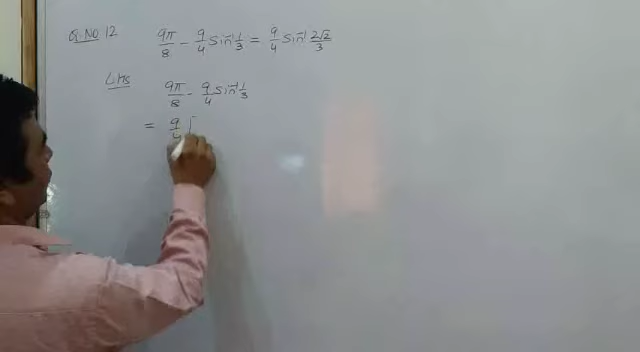 Q.NO 12 9π/8 - 9/4 sin⁻¹ 1/3 = 9/4 sin⁻¹ 2√2/3
LHS 9π/8 - 9/4 sin⁻¹ 1/3
= 9/4 [